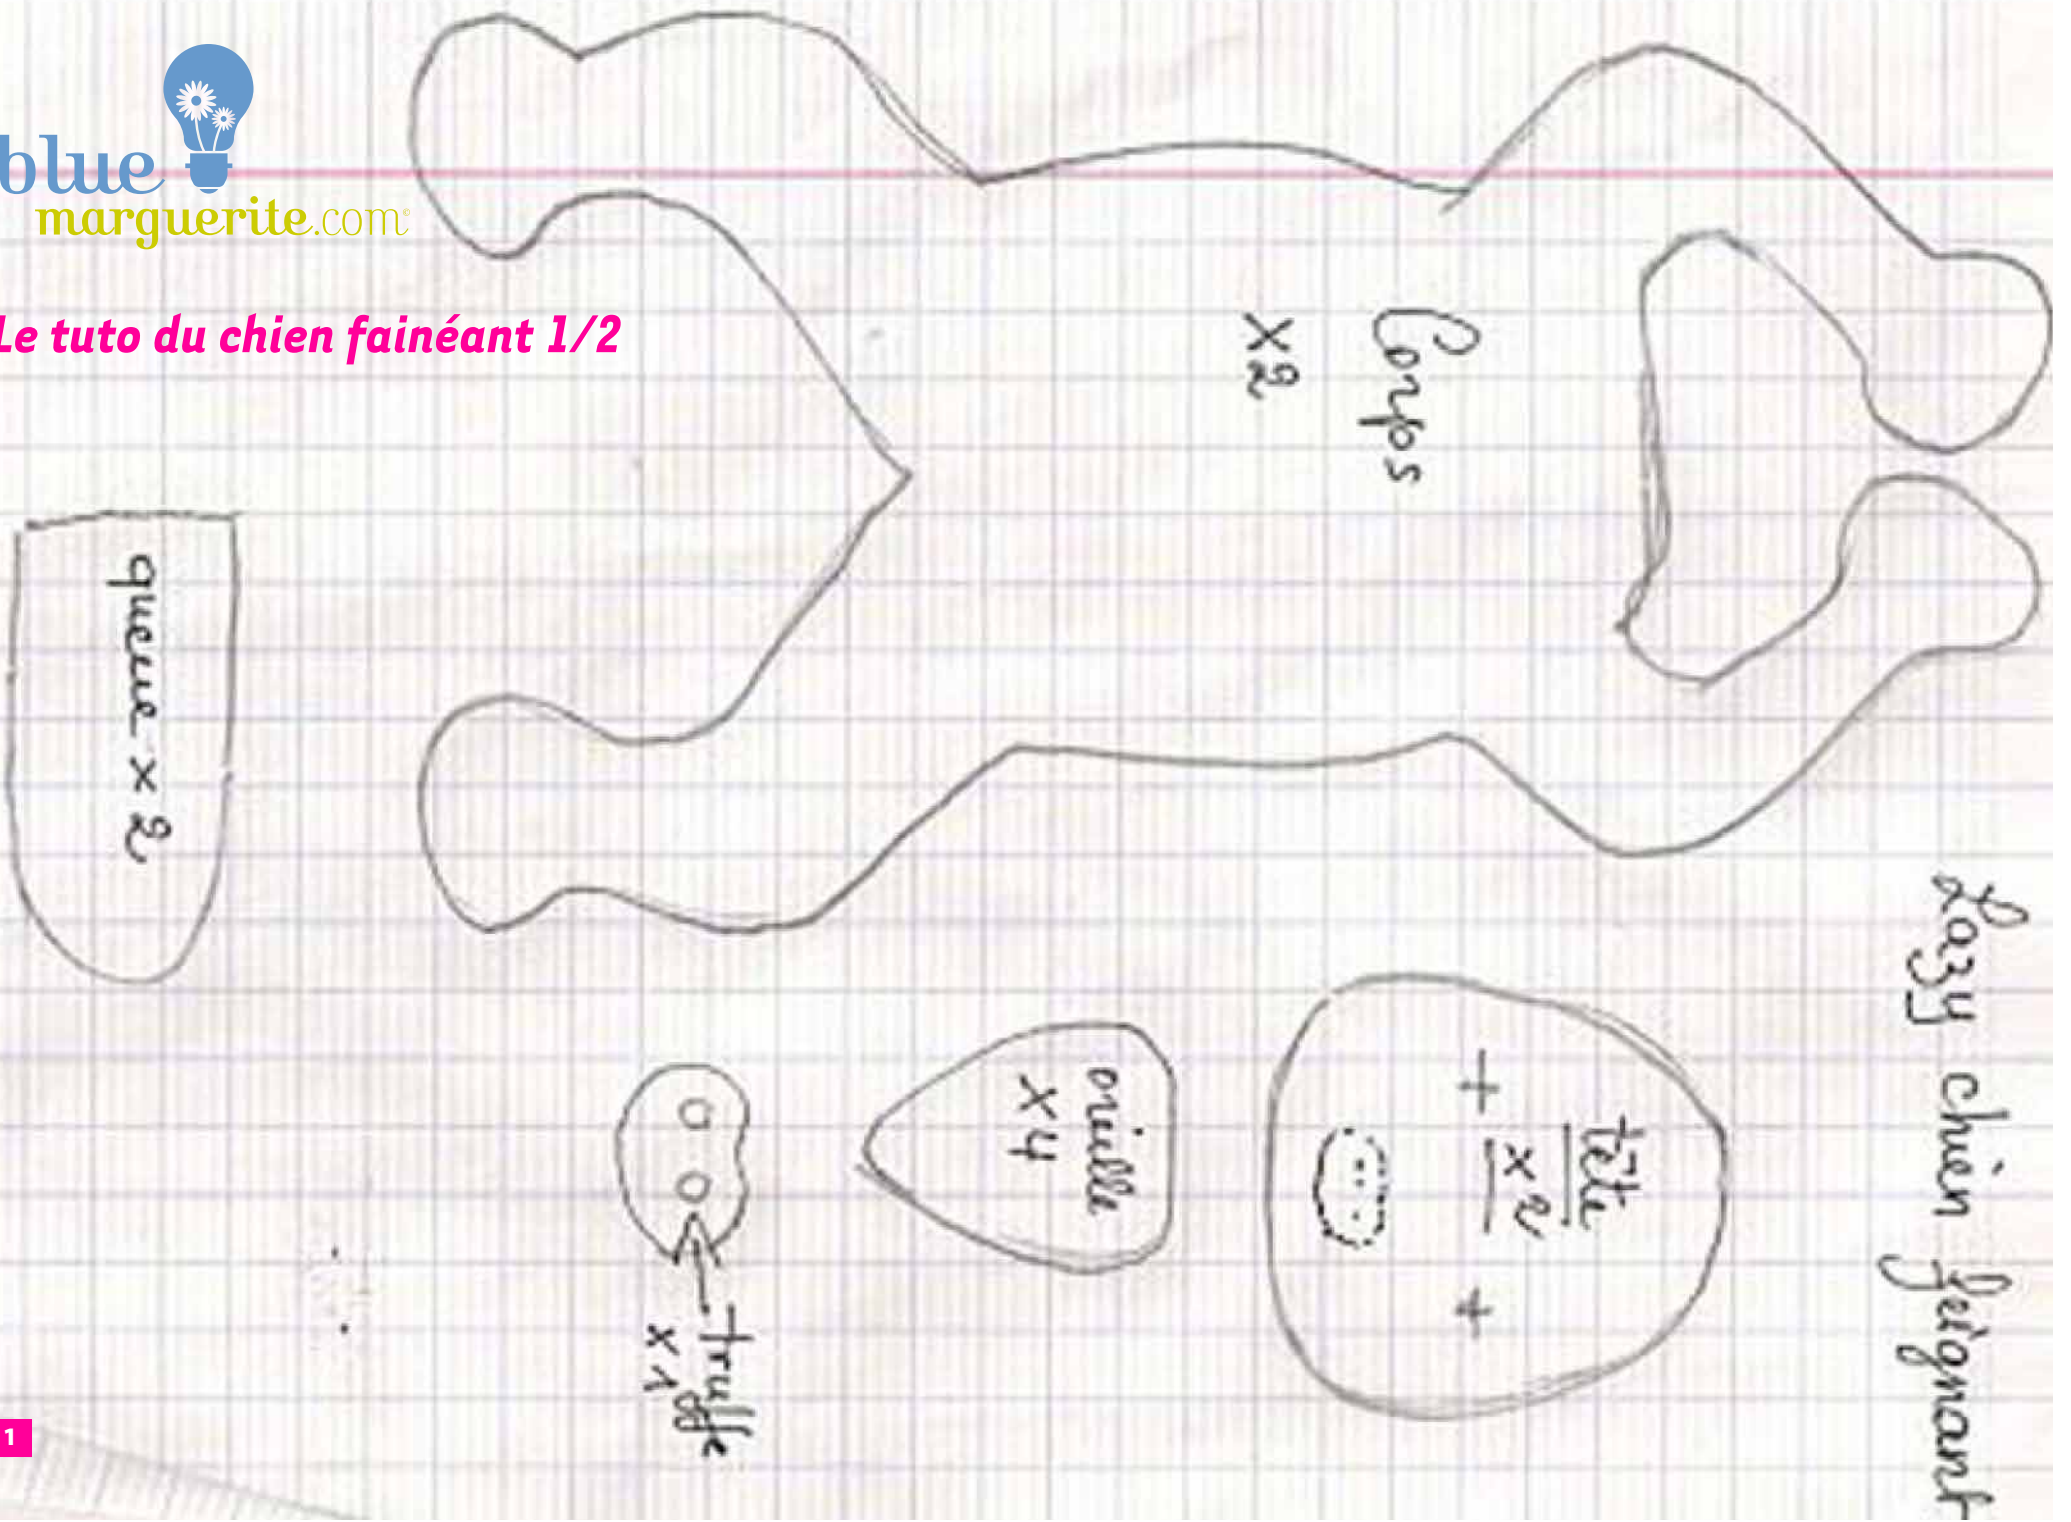 blue
marguerite.com
Le tuto du chien fainéant 1/2
Corps
x2
Lazy chien feignant
queue x 2
tête
x2
oreille
x4
truffe
x1
1